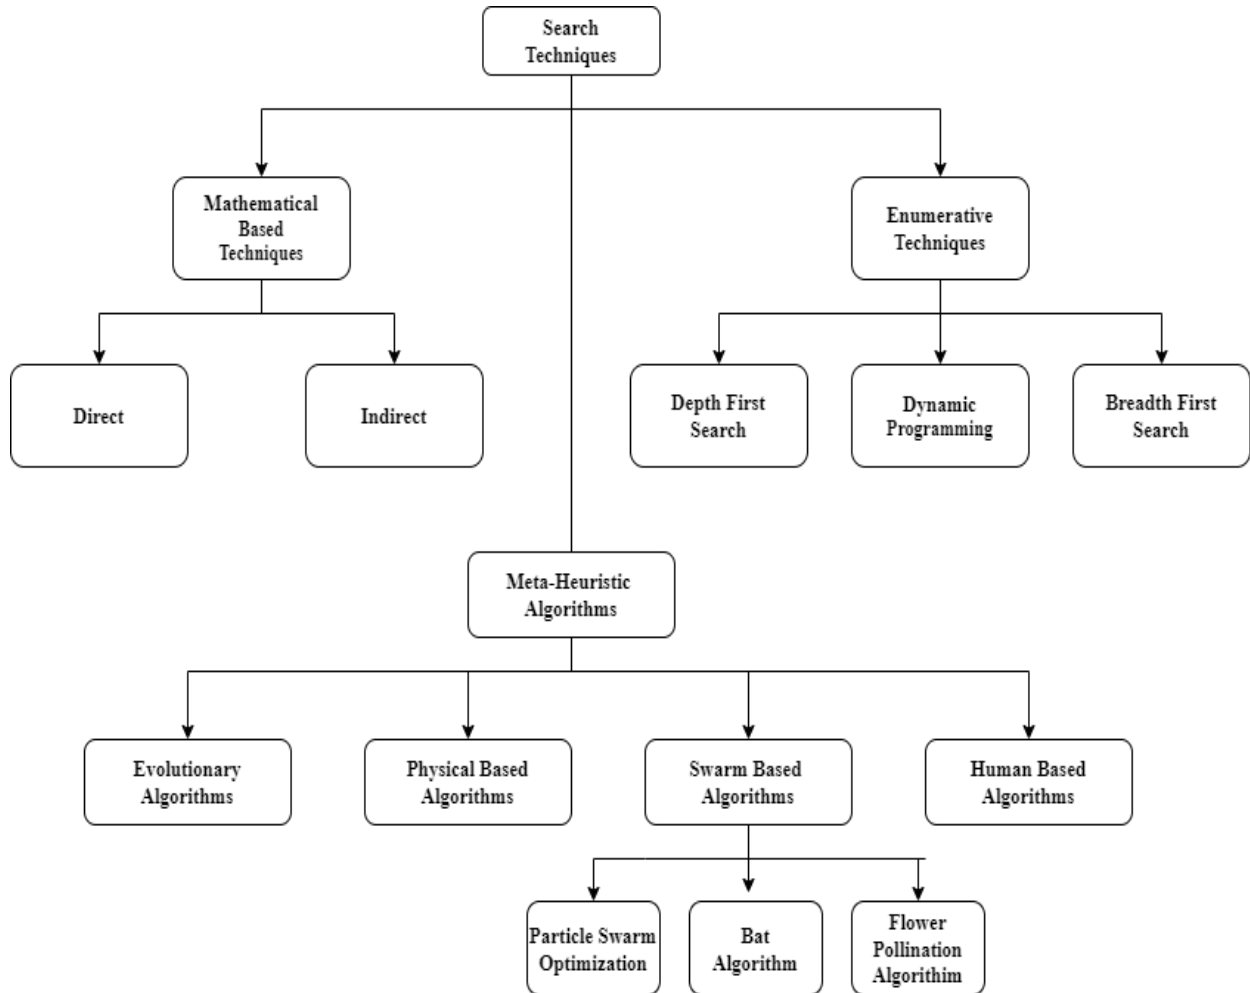 Search
Techniques
Mathematical
Based
Techniques
Enumerative
Techniques
Direct
Indirect
Depth First
Search
Dynamic
Programming
Breadth First
Search
Meta-Heuristic
Algorithms
Evolutionary
Algorithms
Physical Based
Algorithms
Swarm Based
Algorithms
Human Based
Algorithms
Particle Swarm
Optimization
Bat
Algorithm
Flower
Pollination
Algorithim